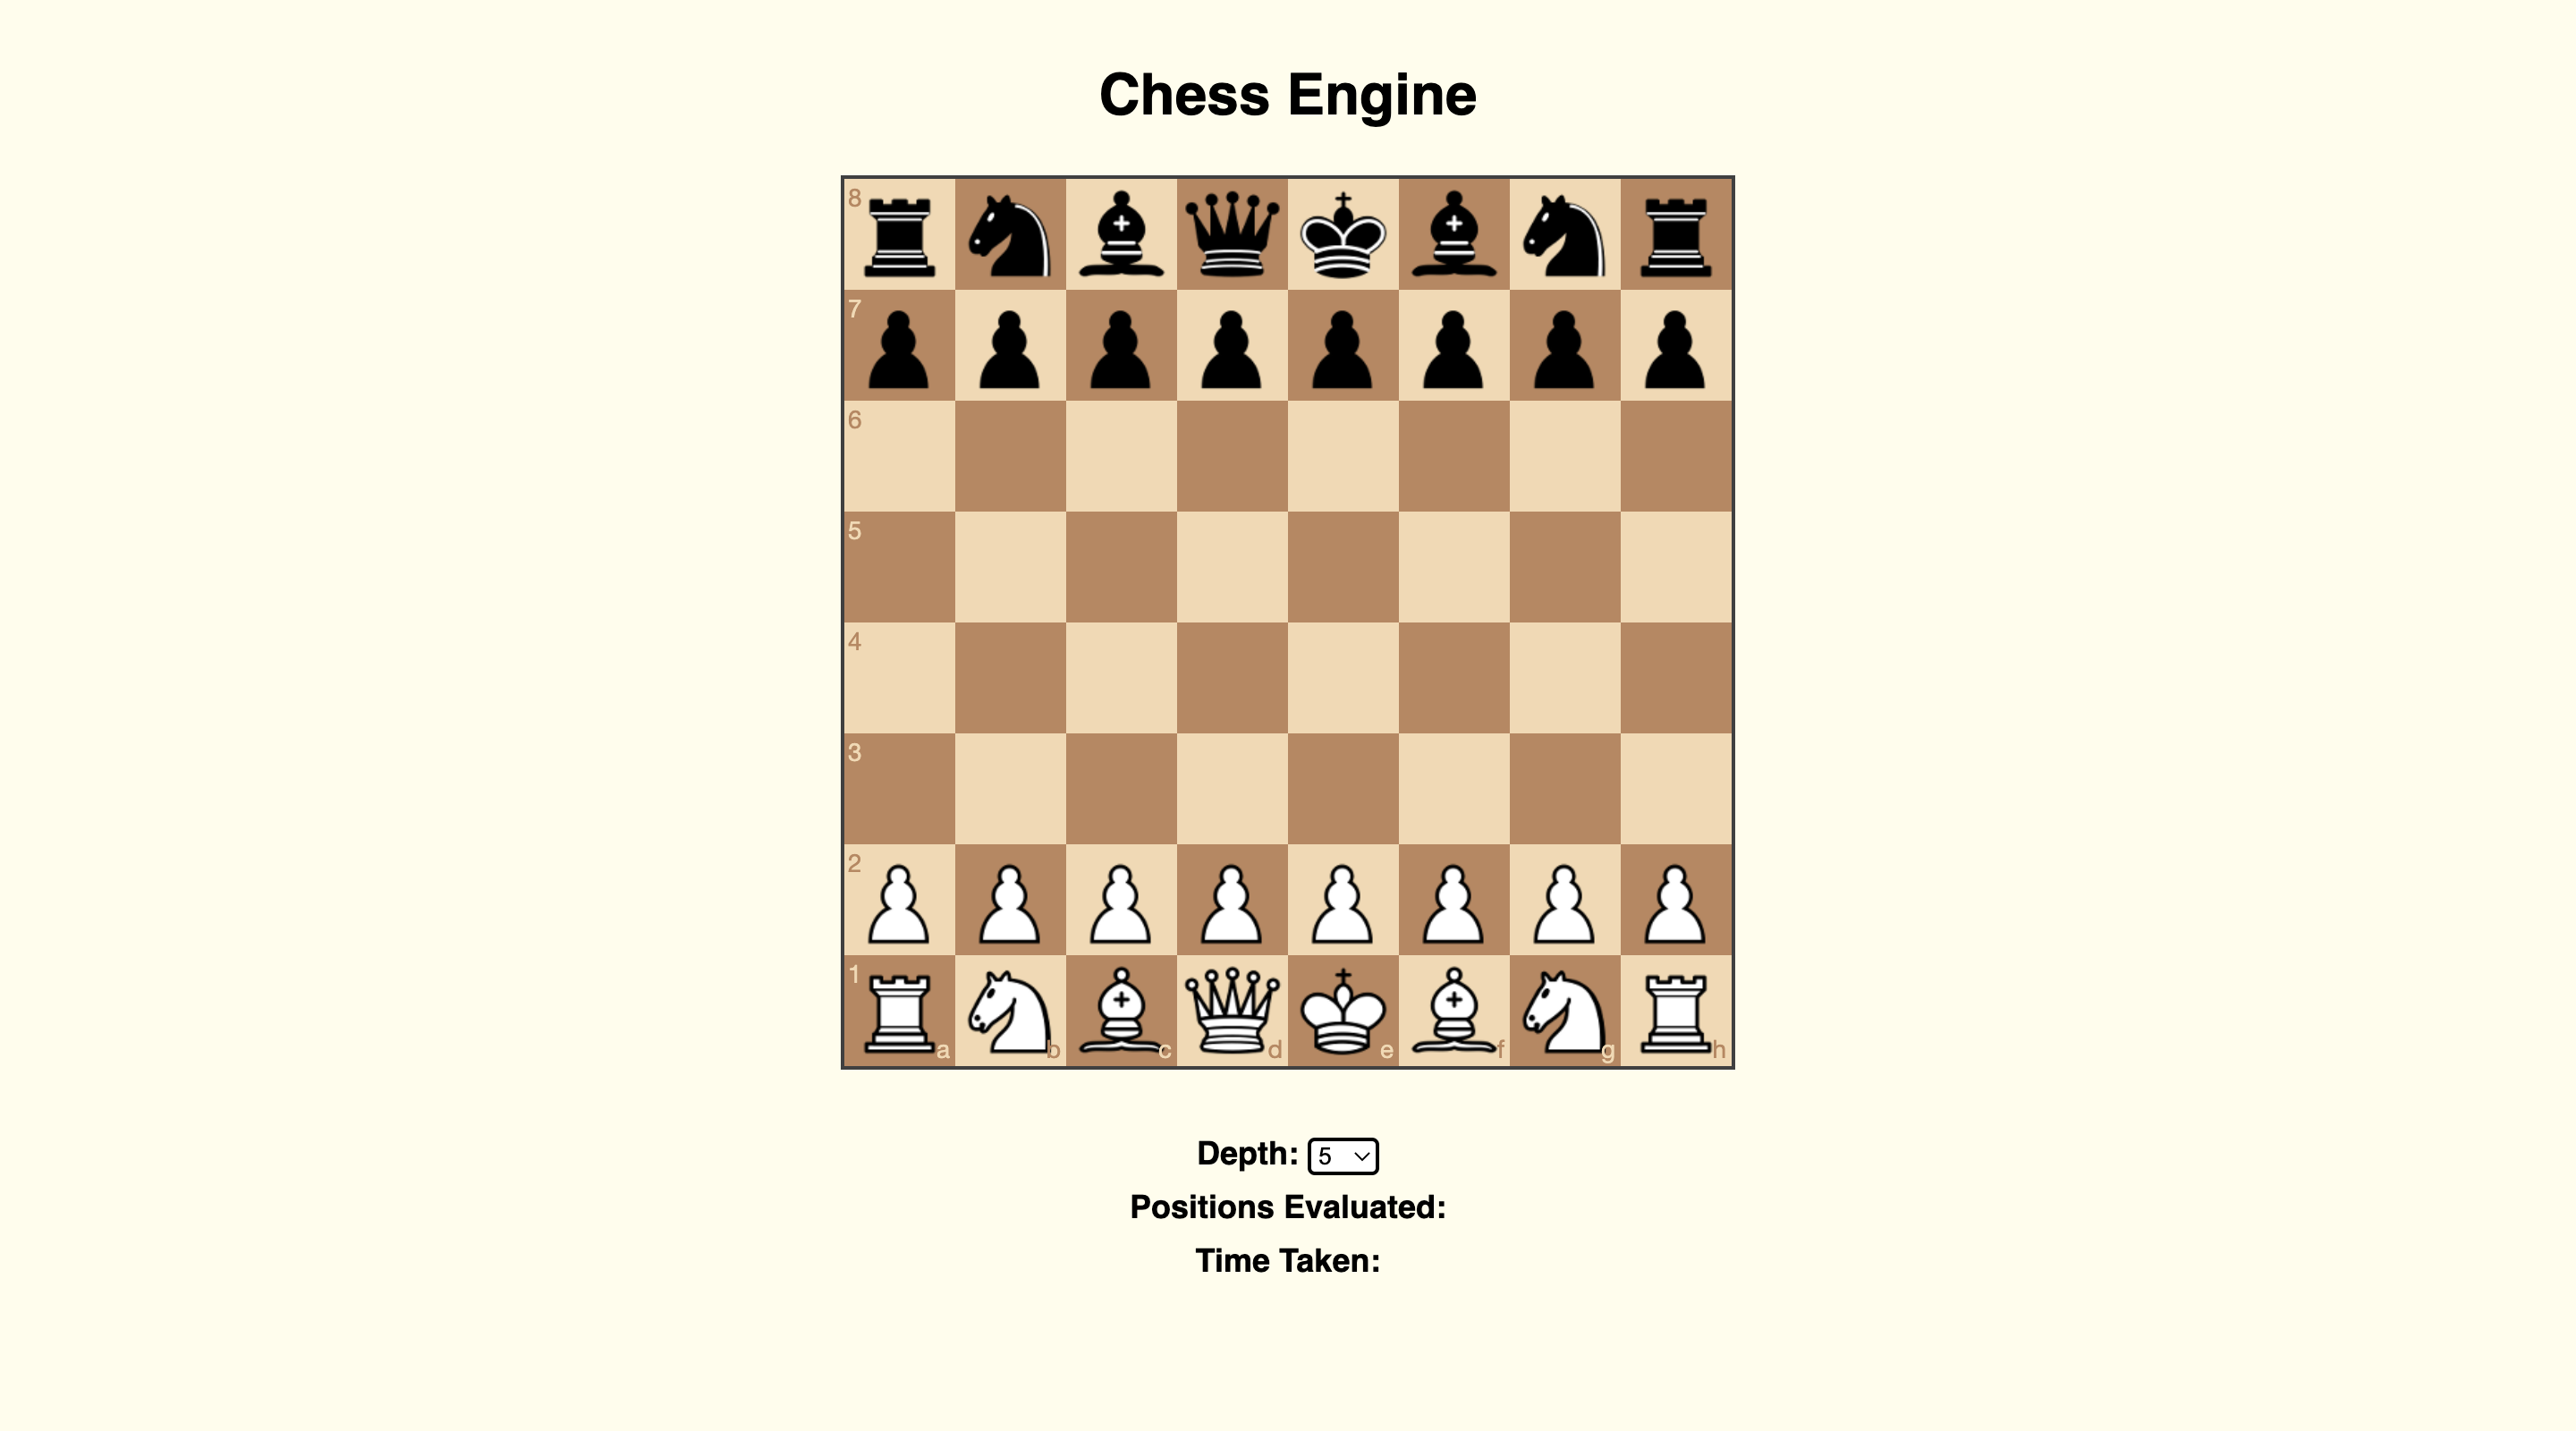 Chess Engine
8
7
6
5
4
3
2
1
a b c d e f g h
Depth: 5
Positions Evaluated:
Time Taken: